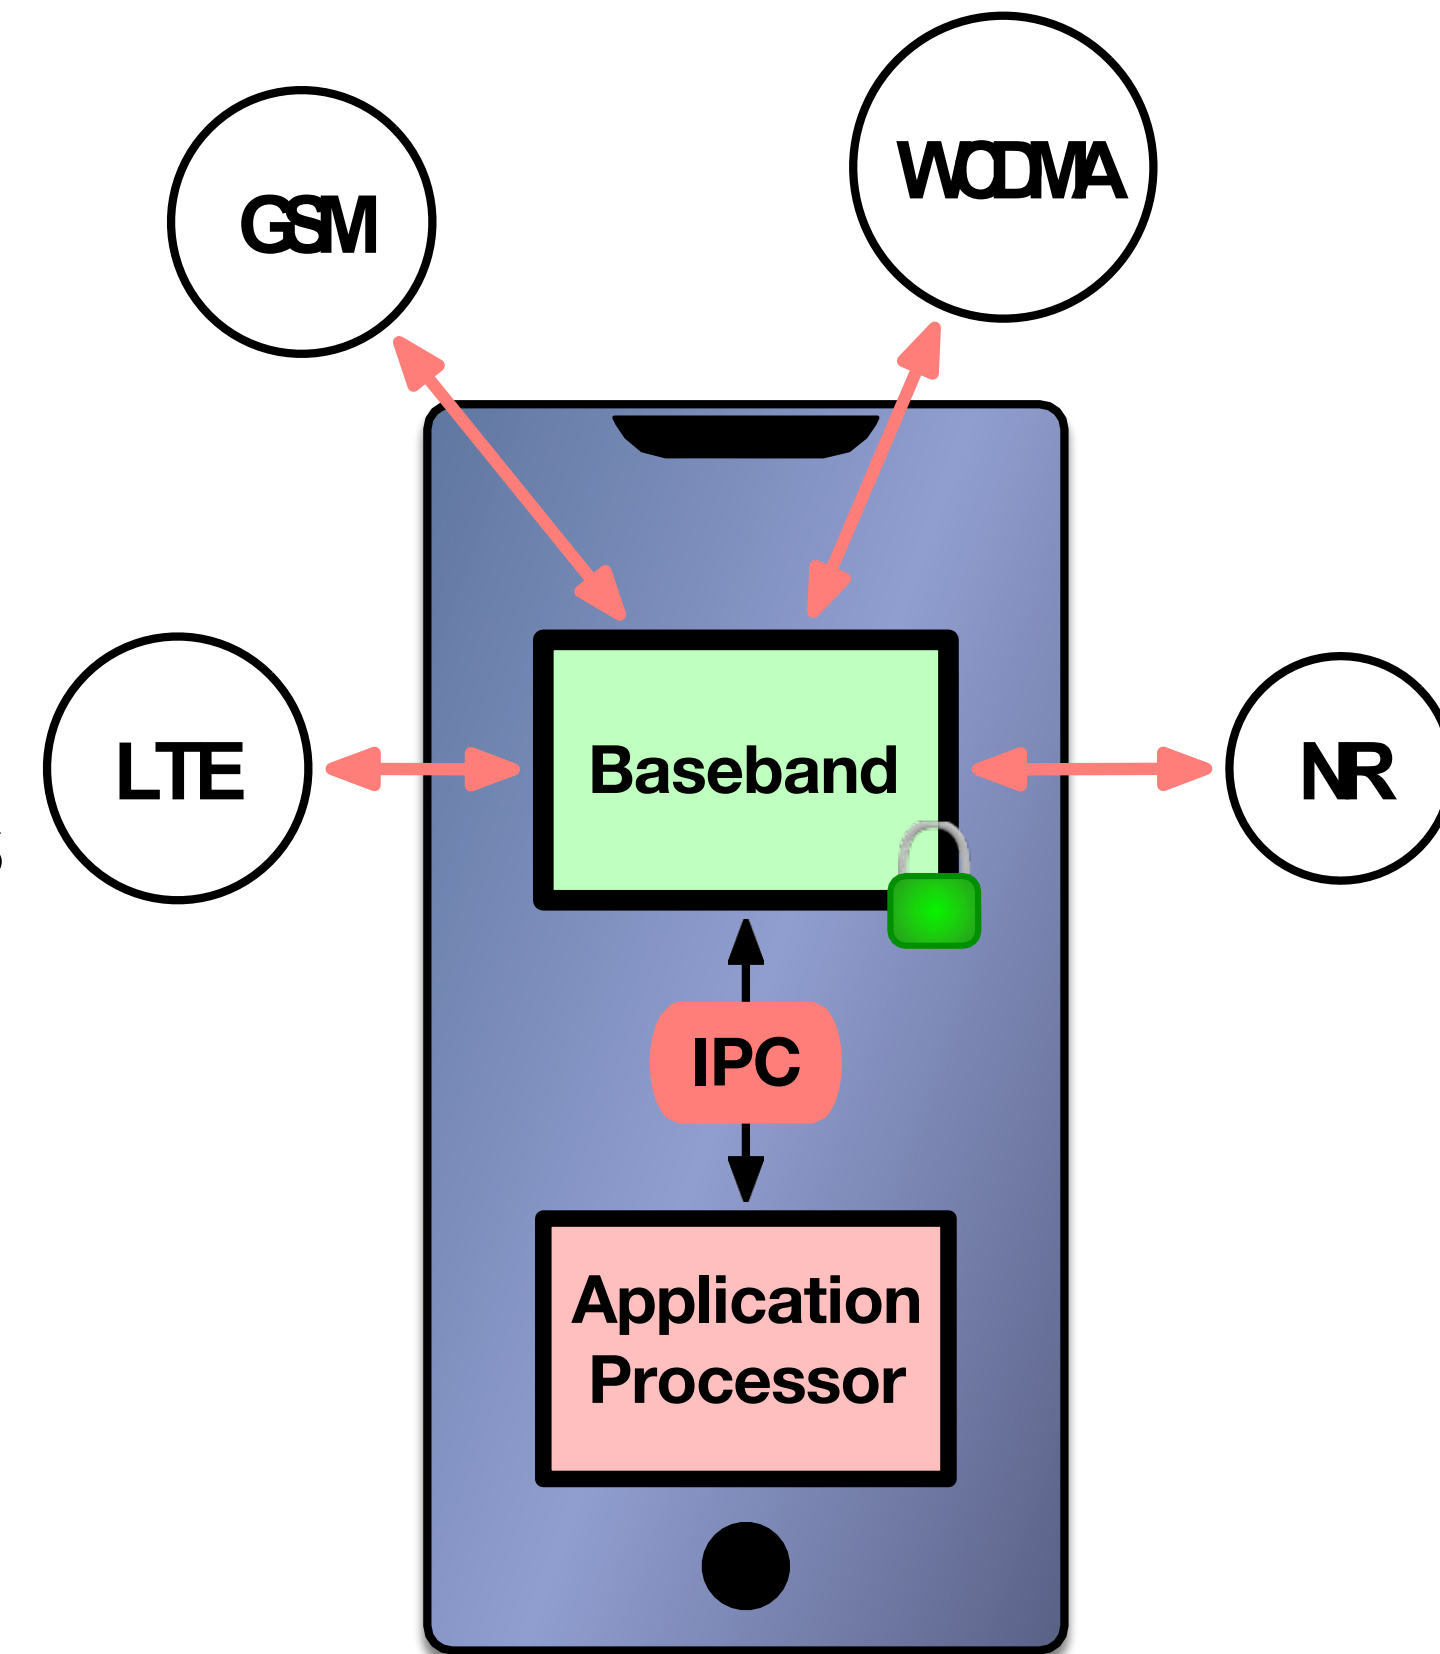 WCDMA
GSM
LTE
Baseband
NR
IPC
Application
Processor